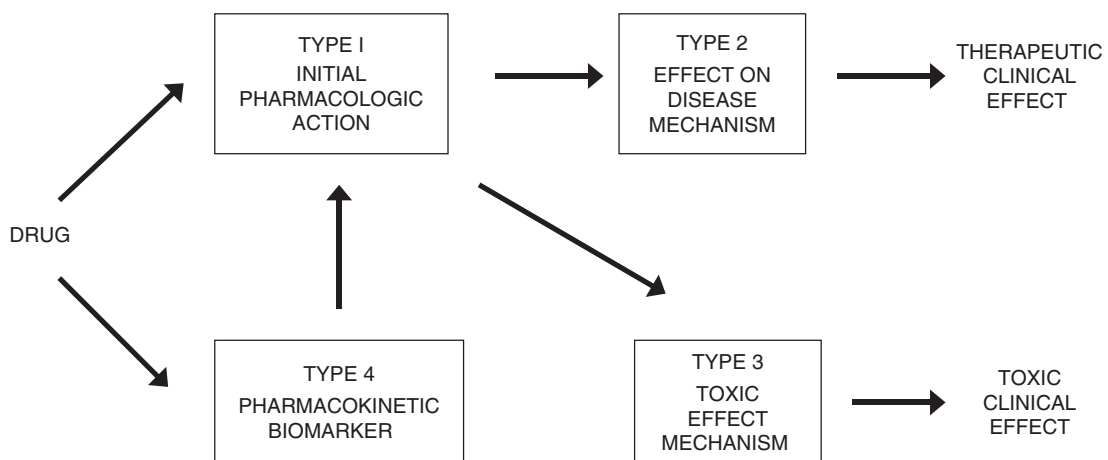 TYPE I
INITIAL
PHARMACOLOGIC
ACTION
TYPE 2
EFFECT ON
DISEASE
MECHANISM
THERAPEUTIC
CLINICAL
EFFECT
DRUG
TYPE 4
PHARMACOKINETIC
BIOMARKER
TYPE 3
TOXIC
EFFECT
MECHANISM
TOXIC
CLINICAL
EFFECT